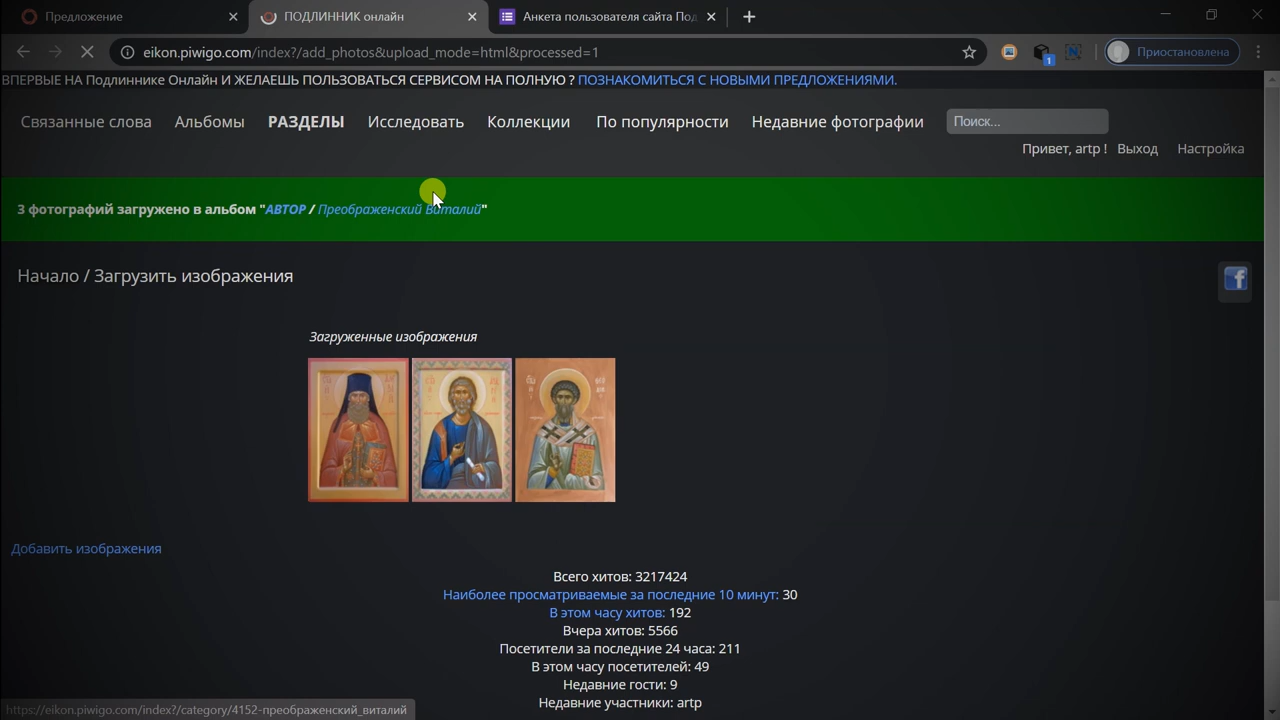 Предложение
ПОДЛИННИК онлайн
Анкета пользователя сайта Под
eikon.piwigo.com/index?/add_photos&upload_mode=html&processed=1
1
Приостановлена
ВПЕРВЫЕ НА Подлиннике Онлайн И ЖЕЛАЕШЬ ПОЛЬЗОВАТЬСЯ СЕРВИСОМ НА ПОЛНУЮ ? ПОЗНАКОМИТЬСЯ С НОВЫМИ ПРЕДЛОЖЕНИЯМИ.
Связанные слова Альбомы РАЗДЕЛЫ Исследовать Коллекции По популярности Недавние фотографии Поиск...
Привет, artp ! Выход Настройка
3 фотографий загружено в альбом "АВТОР / Преображенский Виталий"
Начало / Загрузить изображения
Загруженные изображения
Добавить изображения
Всего хитов: 3217424
Наиболее просматриваемые за последние 10 минут: 30
В этом часу хитов: 192
Вчера хитов: 5566
Посетители за последние 24 часа: 211
В этом часу посетителей: 49
Недавние гости: 9
Недавние участники: artp
https://eikon.piwigo.com/index?/category/4152-преображенский_виталий